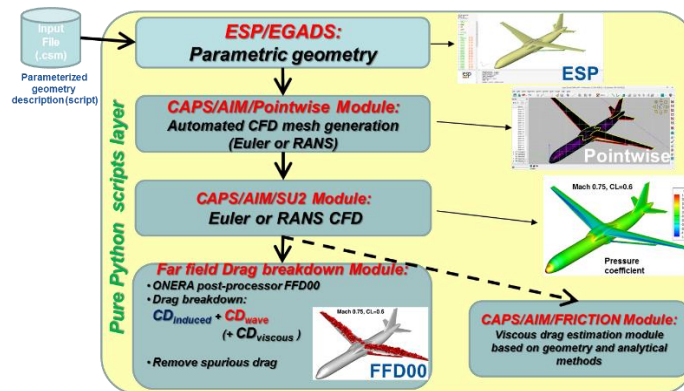 Input
File
(.csm)
Parameterized
geometry
description(script)
Pure Python scripts layer
ESP/EGADS:
Parametric geometry
ESP
CAPS/AIM/Pointwise Module:
Automated CFD mesh generation
(Euler or RANS)
Pointwise
CAPS/AIM/SU2 Module:
Euler or RANS CFD
Mach 0.75, CL=0.6
Pressure
coefficient
Far field Drag breakdown Module:
•ONERA post-processor FFD00
•Drag breakdown:
CDinduced + CDwave
(+ CDviscous )
•Remove spurious drag
Mach 0.75, CL=0.6
FFD00
CAPS/AIM/FRICTION Module:
Viscous drag estimation module
based on geometry and analytical
methods